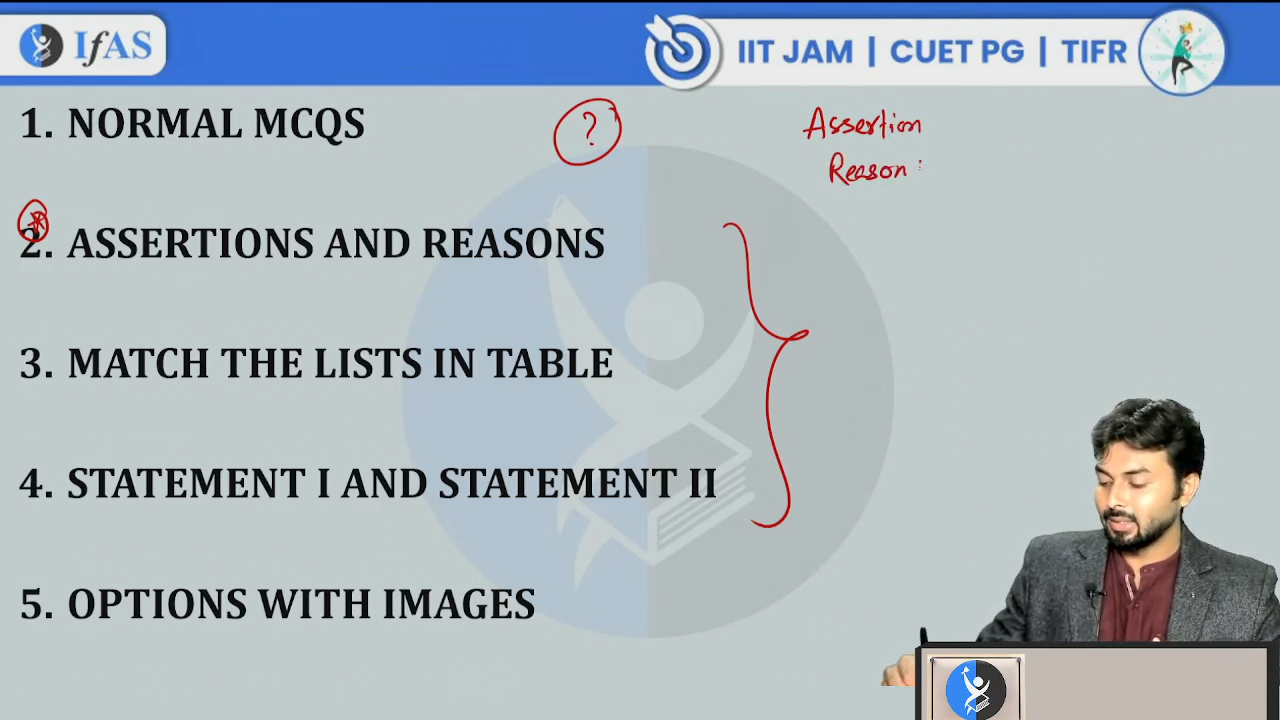 IfAS
IIT JAM | CUET PG | TIFR
1. NORMAL MCQS
?
Assertion
Reason :
2. ASSERTIONS AND REASONS
3. MATCH THE LISTS IN TABLE
4. STATEMENT I AND STATEMENT II
5. OPTIONS WITH IMAGES